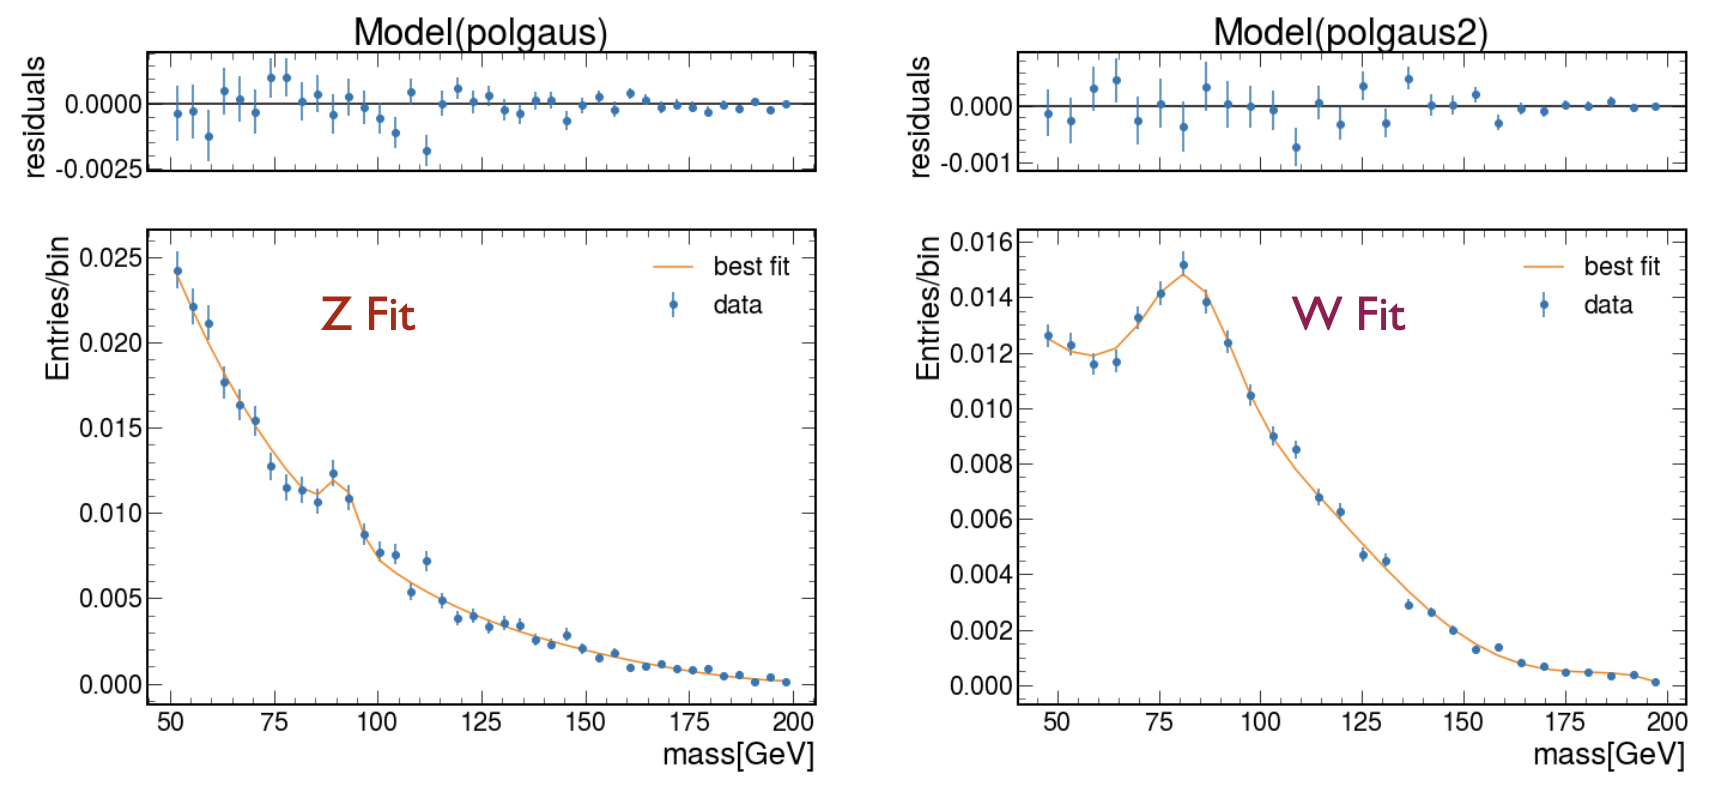 Model(polgaus)
residuals
0.0000
-0.0025
Entries/bin
0.025
0.020
0.015
0.010
0.005
0.000
Z Fit
best fit
data
50 75 100 125 150 175 200
mass[GeV]
Model(polgaus2)
residuals
0.000
-0.001
Entries/bin
0.016
0.014
0.012
0.010
0.008
0.006
0.004
0.002
0.000
W Fit
best fit
data
50 75 100 125 150 175 200
mass[GeV]